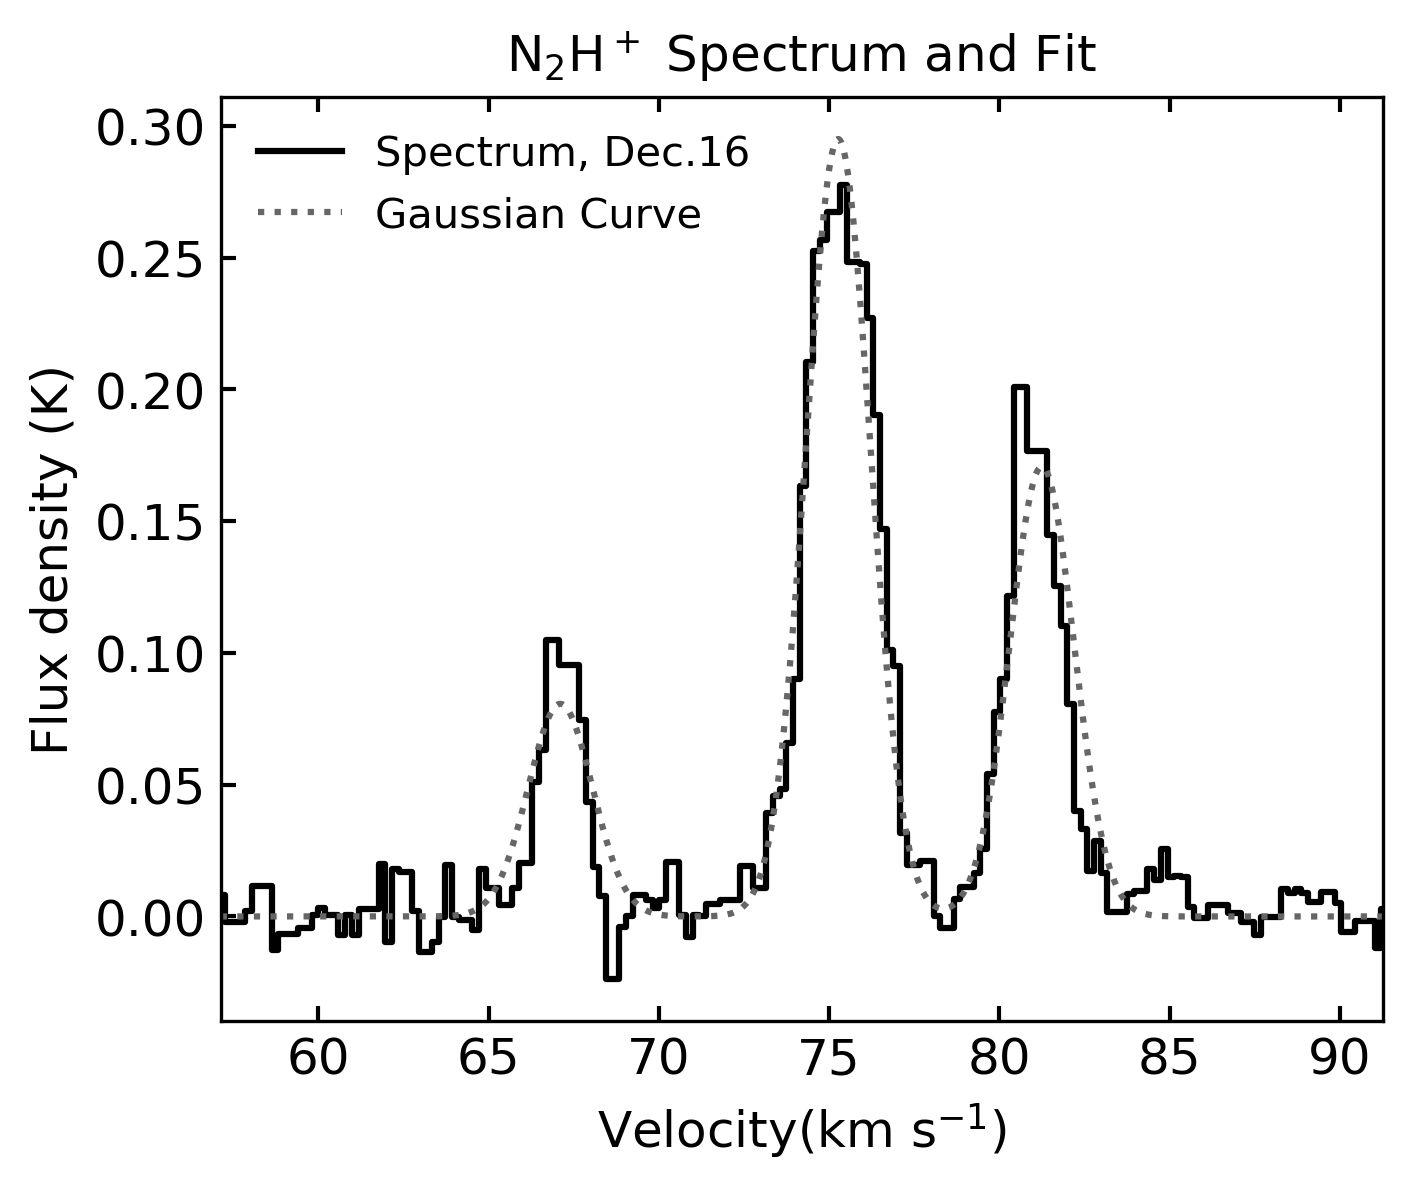 N₂H⁺ Spectrum and Fit
Spectrum, Dec.16
Gaussian Curve
Flux density (K)
0.30
0.25
0.20
0.15
0.10
0.05
0.00
60 65 70 75 80 85 90
Velocity(km s⁻¹)